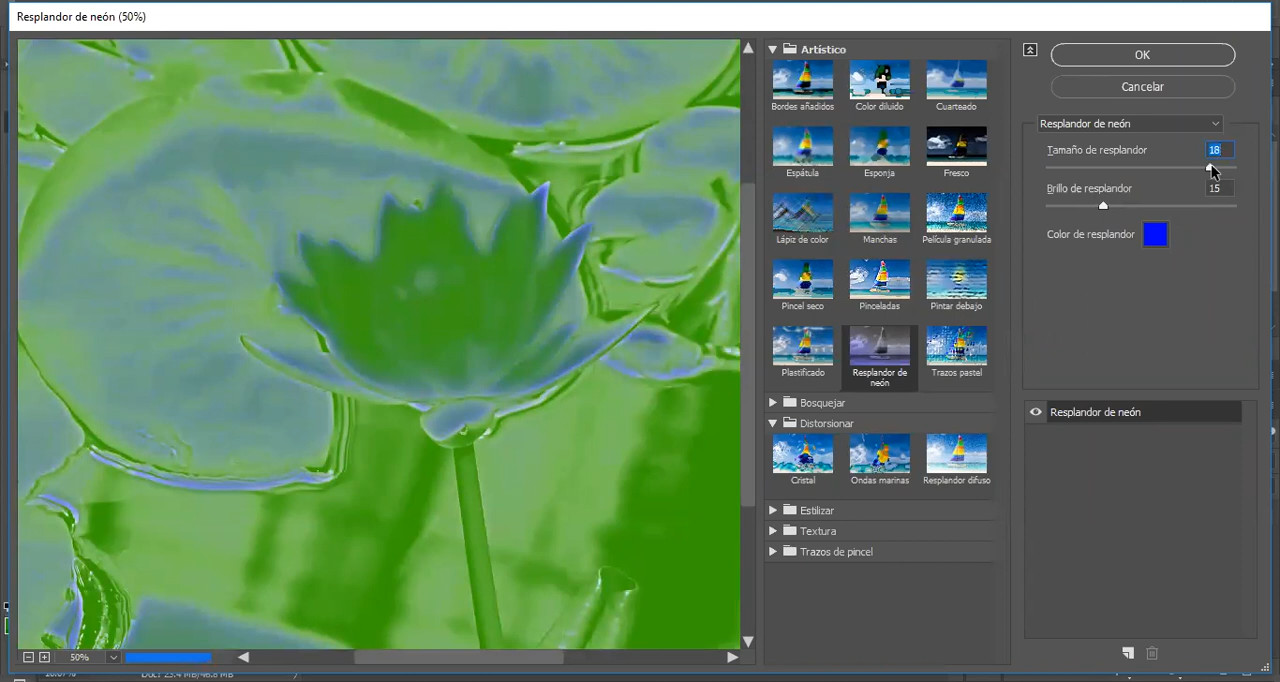 Resplandor de neón (50%)
Artístico
Bordes añadidos
Color diluido
Cuarteado
Espátula
Esponja
Fresco
Lápiz de color
Manchas
Película granulada
Pincel seco
Pinceladas
Pintar debajo
Plastificado
Resplandor de
neón
Trazos pastel
Bosquejar
Distorsionar
Cristal
Ondas marinas
Resplandor difuso
Estilizar
Textura
Trazos de pincel
OK
Cancelar
Resplandor de neón
Tamaño de resplandor
18
Brillo de resplandor
15
Color de resplandor
Resplandor de neón
50%